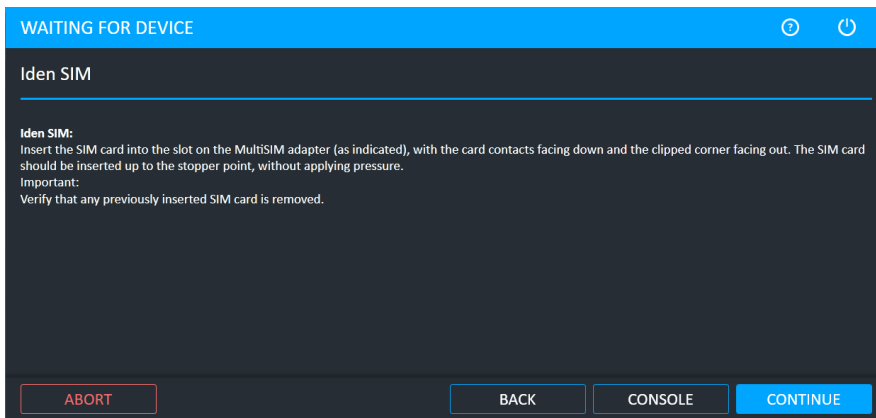 WAITING FOR DEVICE
Iden SIM
Iden SIM:
Insert the SIM card into the slot on the MultiSIM adapter (as indicated), with the card contacts facing down and the clipped corner facing out. The SIM card
should be inserted up to the stopper point, without applying pressure.
Important:
Verify that any previously inserted SIM card is removed.
ABORT
BACK
CONSOLE
CONTINUE